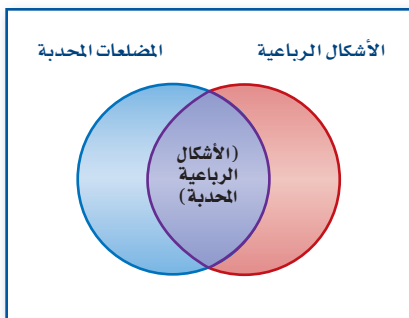 الأشكال الرباعية
المضلعات المحدبة
(الأشكال
الرباعية
المحدبة)